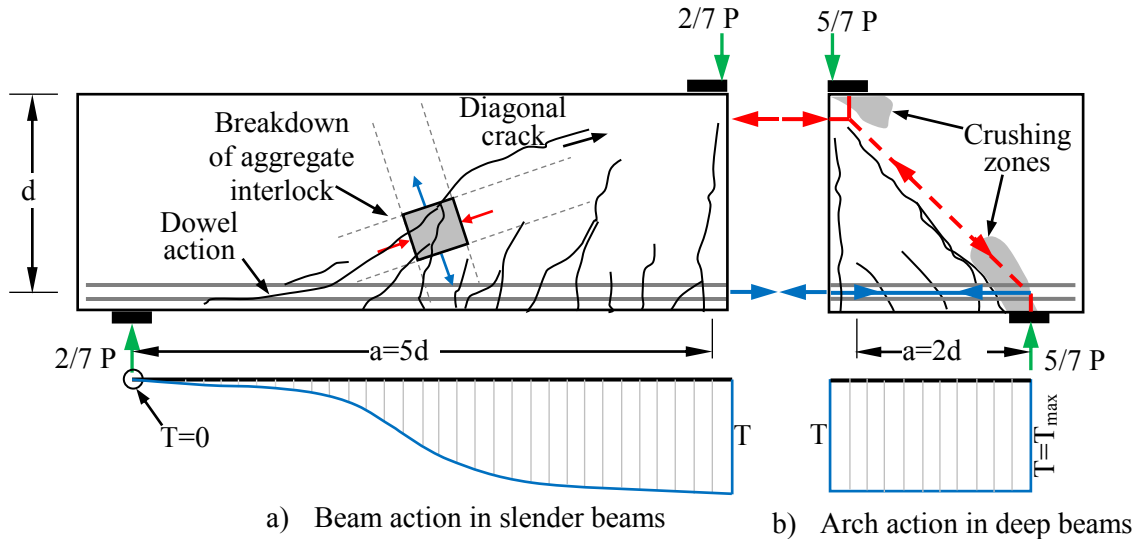 2/7 P
5/7 P
Diagonal
crack
Breakdown
of aggregate
interlock
Crushing
zones
d
Dowel
action
2/7 P
a=5d
a=2d
5/7 P
T=0
T
T
T=Tmax
a) Beam action in slender beams
b) Arch action in deep beams